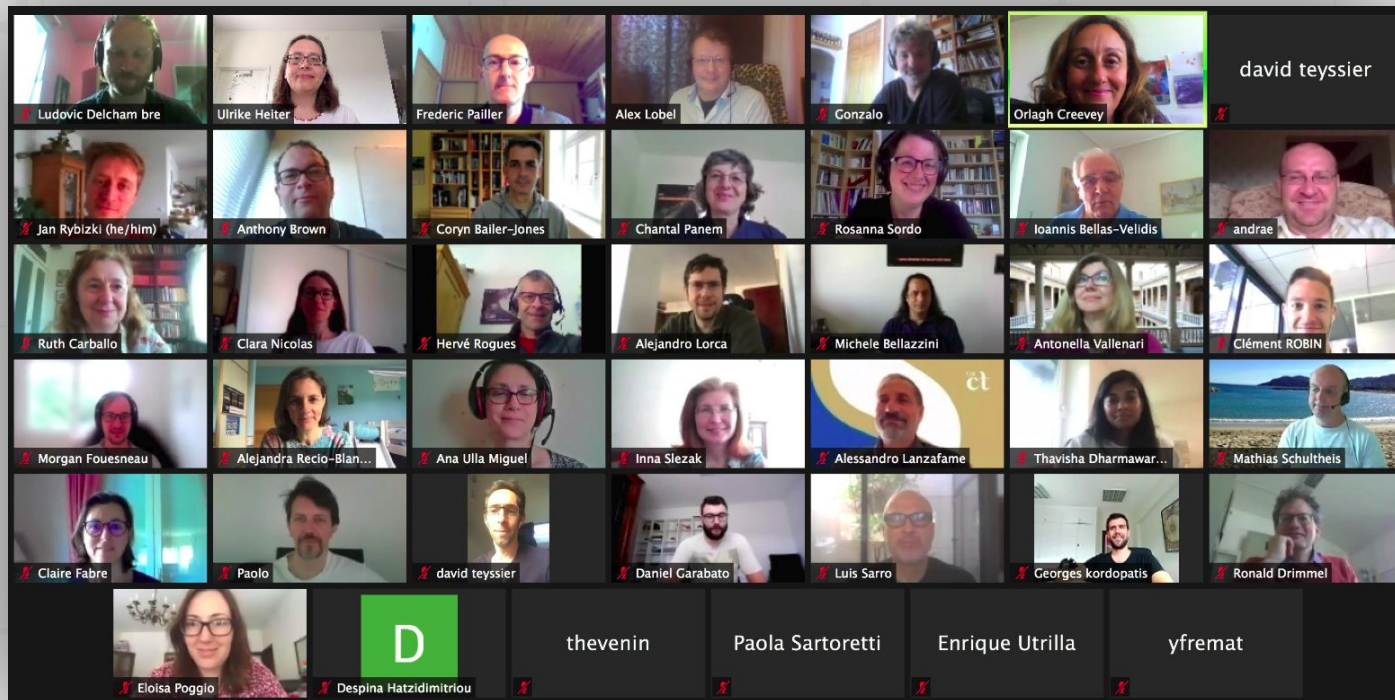 Ludovic Delcham bre
Ulrike Heiter
Frederic Pailler
Alex Lobel
Gonzalo
Orlagh Creevey
david teyssier
Jan Rybizki (he/him)
Anthony Brown
Coryn Bailer-Jones
Chantal Panem
Rosanna Sordo
Ioannis Bellas-Velidis
andrae
Ruth Carballo
Clara Nicolas
Hervé Rogues
Alejandro Lorca
Michele Bellazzini
Antonella Vallenari
Clément ROBIN
Morgan Fouesneau
Alejandra Recio-Blan...
Ana Ulla Miguel
Inna Slezak
ct
Alessandro Lanzafame
Thavisha Dharmawar...
Mathias Schultheis
Claire Fabre
Paolo
david teyssier
Daniel Garabato
Luis Sarro
Georges kordopatis
Ronald Drimmel
Eloisa Poggio
D
Despina Hatzidimitriou
thevenin
Paola Sartoretti
Enrique Utrilla
yfremat